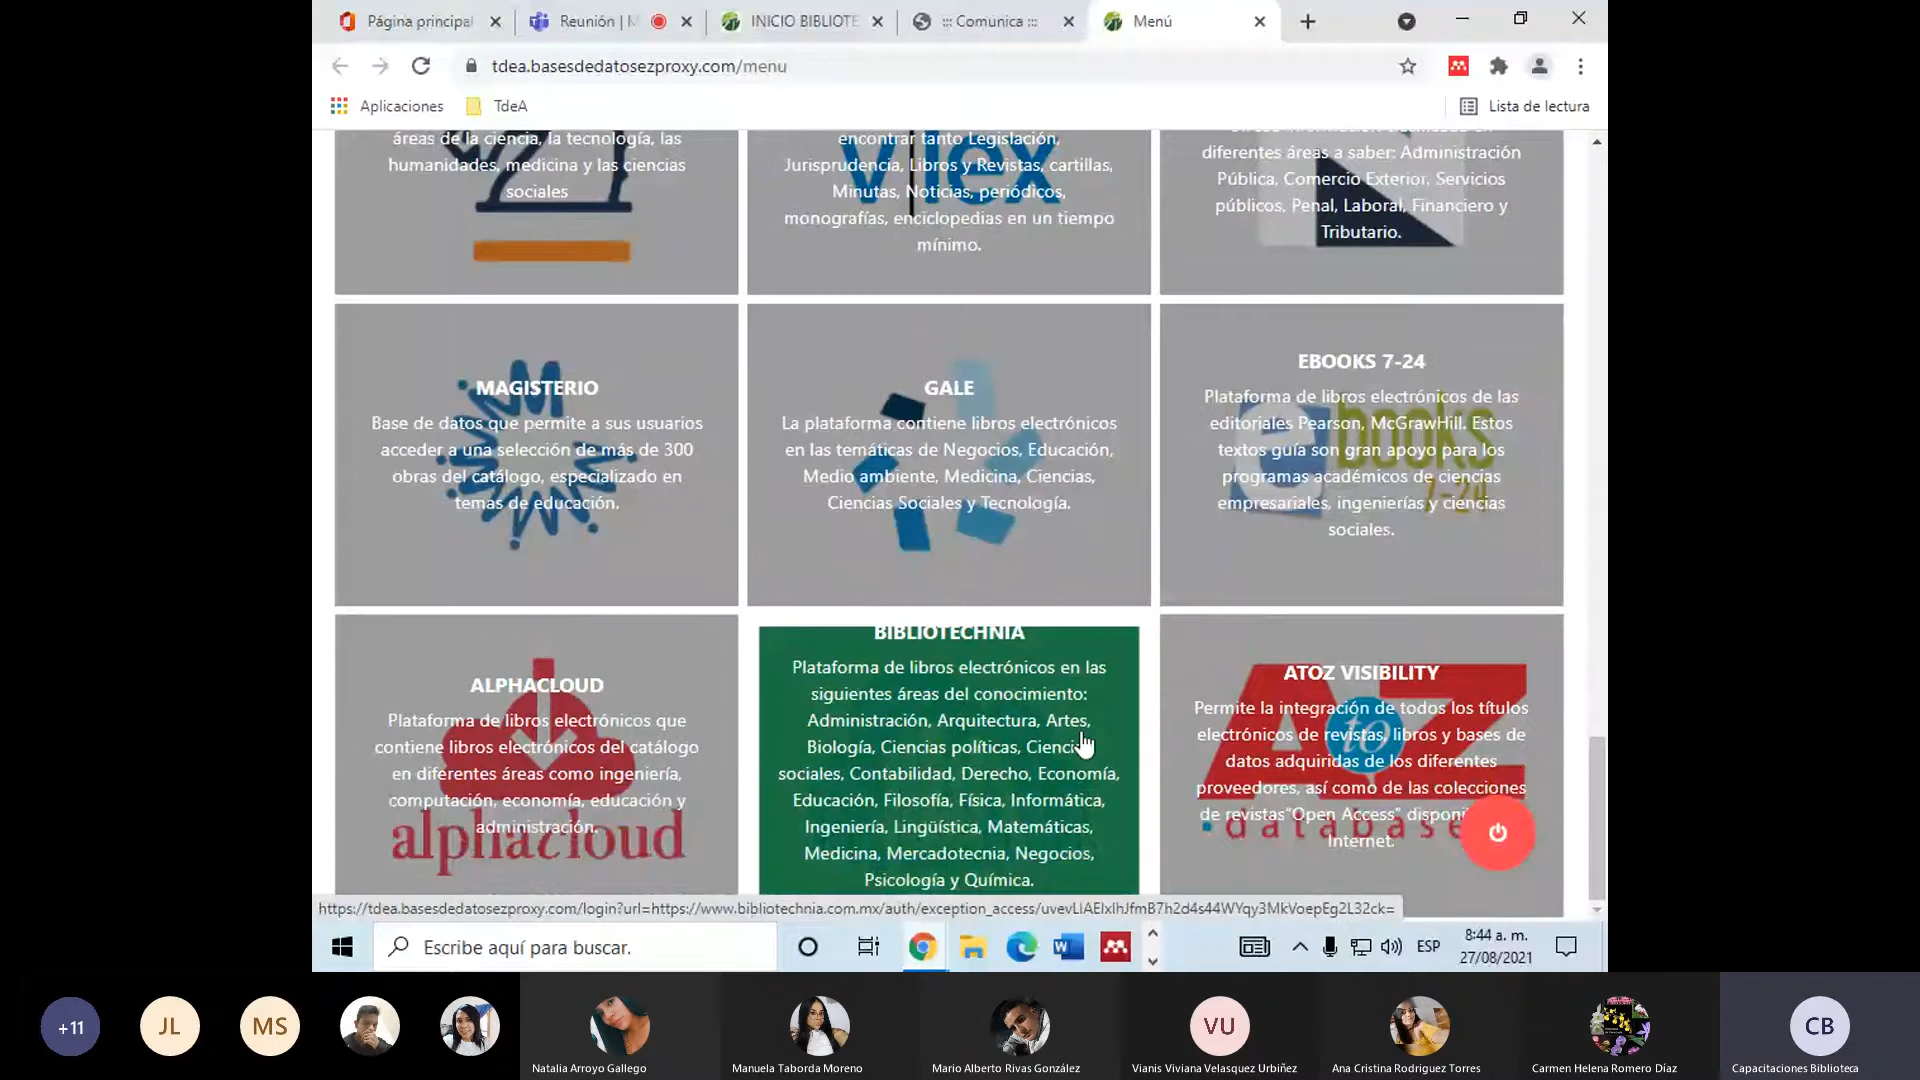 Página principal
Reunión | M
INICIO BIBLIOTE
::: Comunica :::
Menú
tdea.basesdedatosezproxy.com/menu
Aplicaciones
TdeA
Lista de lectura
áreas de la ciencia, la tecnología, las
humanidades, medicina y las ciencias
sociales
encontrar tanto Legislación,
Jurisprudencia, Libros y Revistas, cartillas,
Minutas, Noticias, periódicos,
monografías, enciclopedias en un tiempo
mínimo.
vlex
diferentes áreas a saber: Administración
Pública, Comercio Exterior, Servicios
públicos, Penal, Laboral, Financiero y
Tributario.
MAGISTERIO
Base de datos que permite a sus usuarios
acceder a una selección de más de 300
obras del catálogo, especializado en
temas de educación.
GALE
La plataforma contiene libros electrónicos
en las temáticas de Negocios, Educación,
Medio ambiente, Medicina, Ciencias,
Ciencias Sociales y Tecnología.
EBOOKS 7-24
Plataforma de libros electrónicos de las
editoriales Pearson, McGrawHill. Estos
textos guía son gran apoyo para los
programas académicos de ciencias
empresariales, ingenierías y ciencias
sociales.
e books
7-24
ALPHACLOUD
Plataforma de libros electrónicos que
contiene libros electrónicos del catálogo
en diferentes áreas como ingeniería,
computación, economía, educación y
administración.
alphacloud
BIBLIOTECHNIA
Plataforma de libros electrónicos en las
siguientes áreas del conocimiento:
Administración, Arquitectura, Artes,
Biología, Ciencias políticas, Ciencias
sociales, Contabilidad, Derecho, Economía,
Educación, Filosofía, Física, Informática,
Ingeniería, Lingüística, Matemáticas,
Medicina, Mercadotecnia, Negocios,
Psicología y Química.
ATOZ VISIBILITY
Permite la integración de todos los títulos
electrónicos de revistas, libros y bases de
datos adquiridas de los diferentes
proveedores, así como de las colecciones
de revistas"Open Access" disponi
Internet.
A to Z
database
https://tdea.basesdedatosezproxy.com/login?url=https://www.bibliotechnia.com.mx/auth/exception_access/uvevLIAElxIhJfmB7h2d4s44WYqy3MkVoepEg2L32ck=
Escribe aquí para buscar.
ESP
8:44 a. m.
27/08/2021
+11
JL
MS
VU
CB
Natalia Arroyo Gallego
Manuela Taborda Moreno
Mario Alberto Rivas González
Vianis Viviana Velasquez Urbiñez
Ana Cristina Rodriguez Torres
Carmen Helena Romero Díaz
Capacitaciones Biblioteca